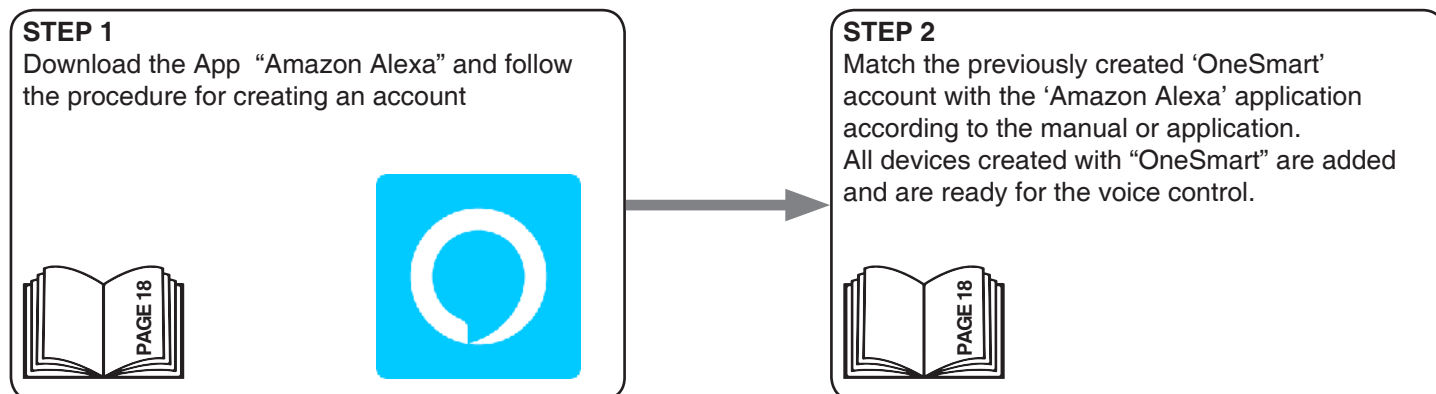 STEP 1
Download the App  “Amazon Alexa” and follow
the procedure for creating an account
PAGE 18
STEP 2
Match the previously created ‘OneSmart’
account with the ‘Amazon Alexa’ application
according to the manual or application.
All devices created with “OneSmart” are added
and are ready for the voice control.
PAGE 18